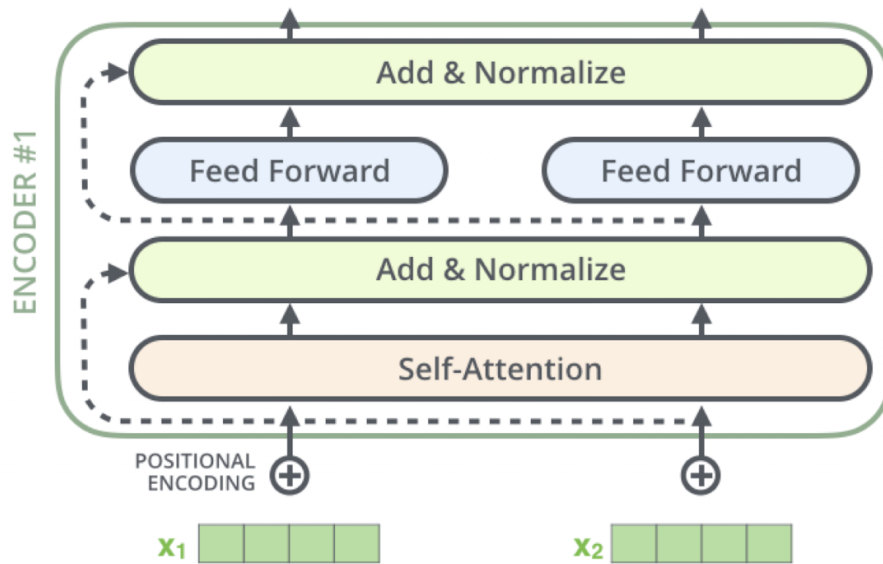 ENCODER #1
Add & Normalize
Feed Forward
Feed Forward
Add & Normalize
Self-Attention
POSITIONAL
ENCODING
x₁
x₂